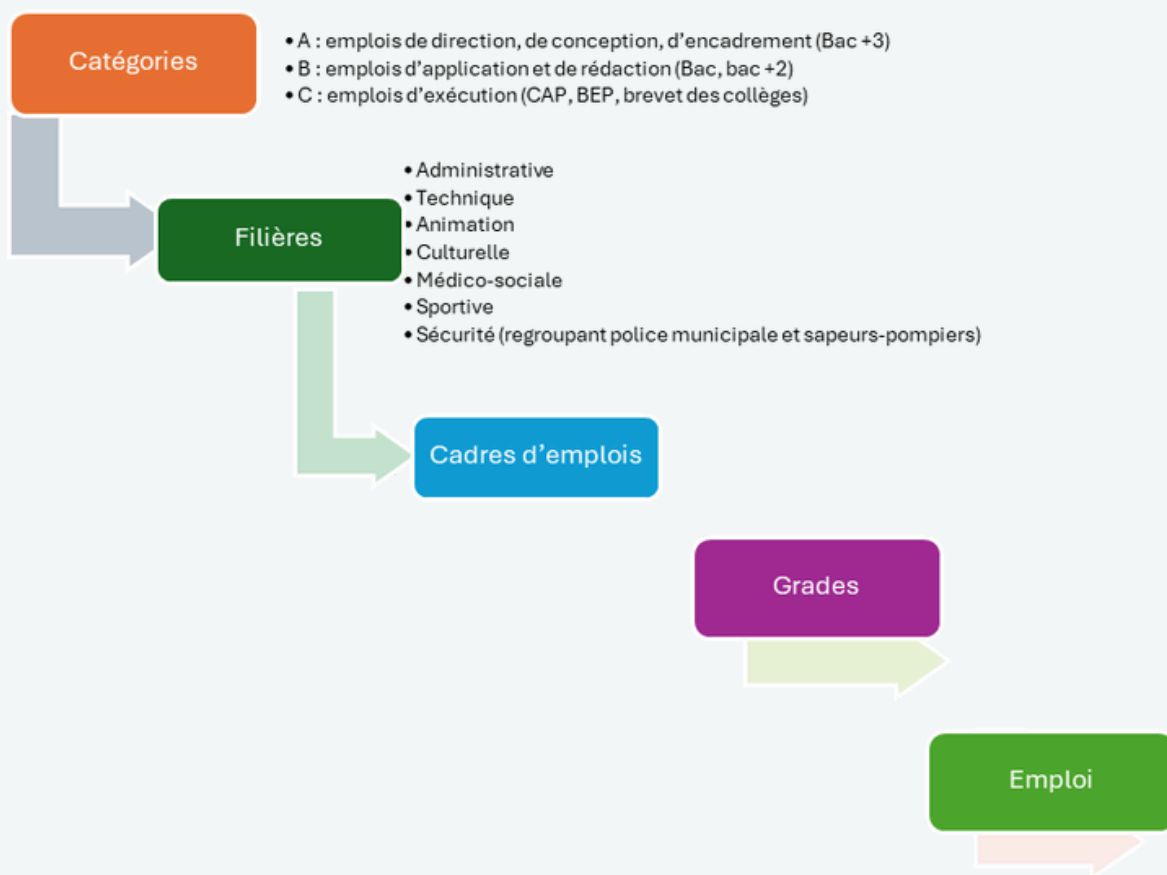 Catégories
• A : emplois de direction, de conception, d’encadrement (Bac +3)
• B : emplois d’application et de rédaction (Bac, bac +2)
• C : emplois d’exécution (CAP, BEP, brevet des collèges)
Filières
• Administrative
• Technique
• Animation
• Culturelle
• Médico-sociale
• Sportive
• Sécurité (regroupant police municipale et sapeurs-pompiers)
Cadres d’emplois
Grades
Emploi